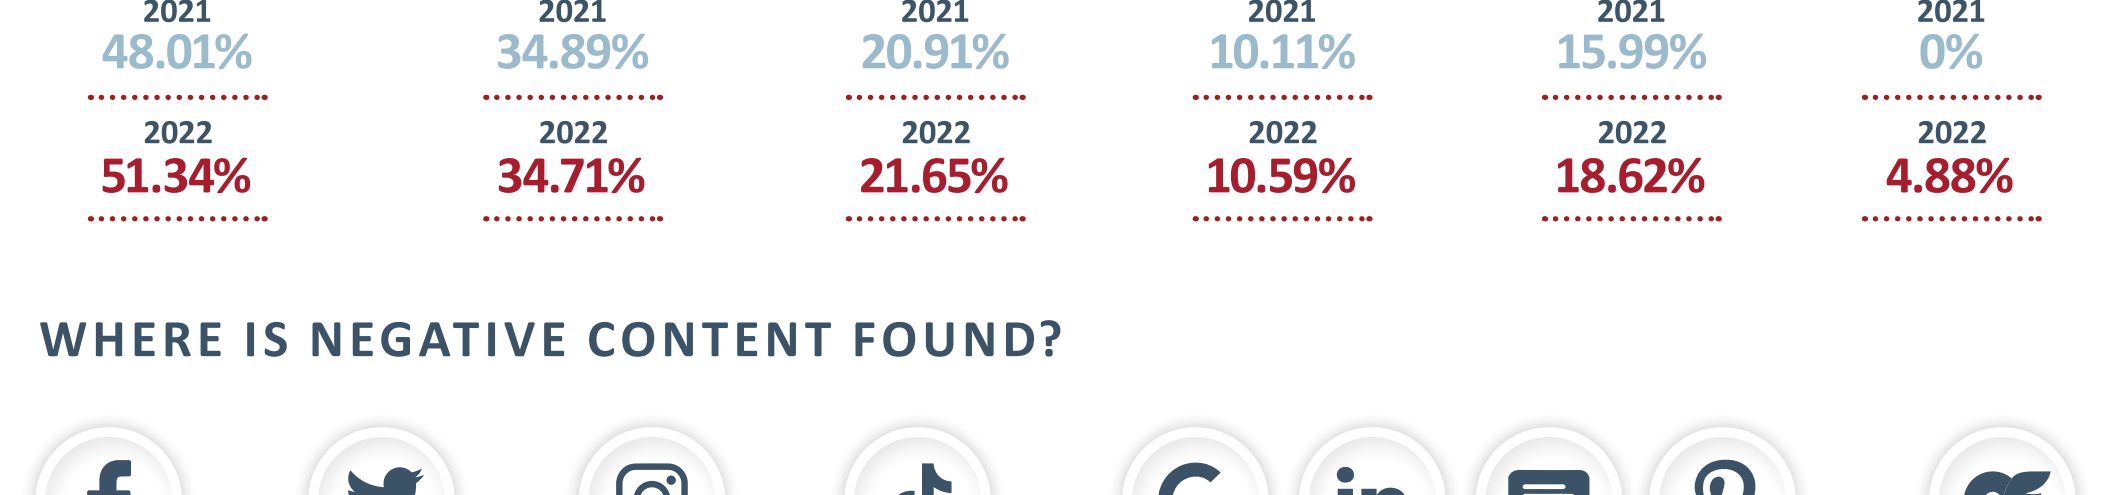 2021 2021 2021 2021 2021 2021
48.01% 34.89% 20.91% 10.11% 15.99% 0%
2022 2022 2022 2022 2022 2022
51.34% 34.71% 21.65% 10.59% 18.62% 4.88%
WHERE IS NEGATIVE CONTENT FOUND?